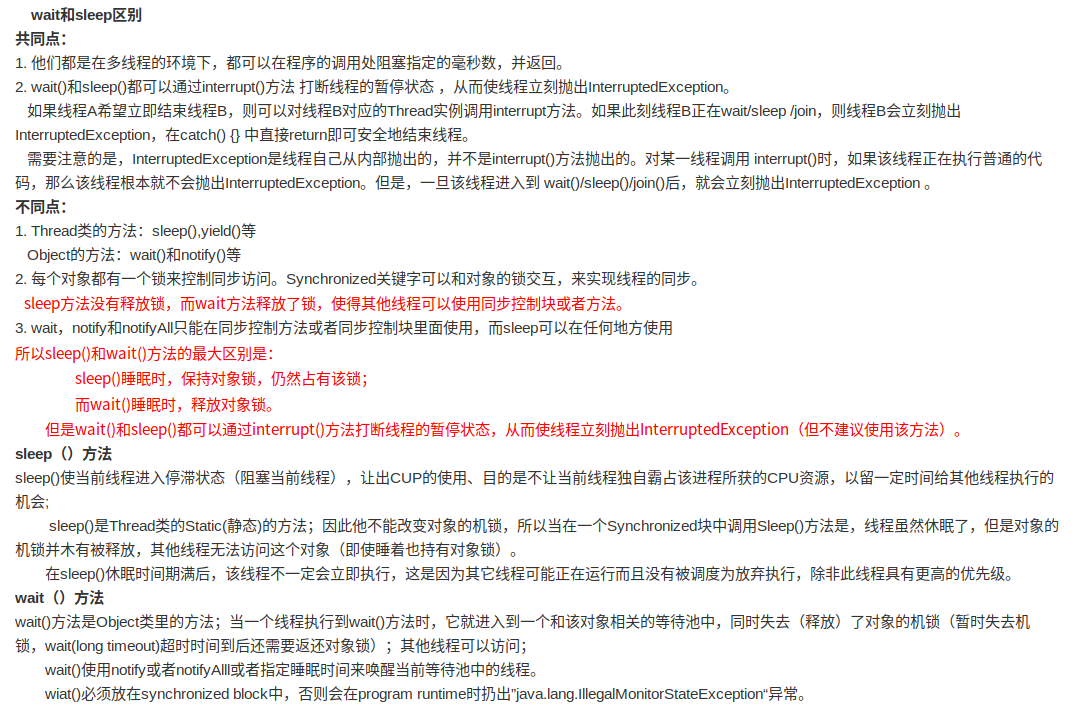 wait和sleep区别
共同点：
1. 他们都是在多线程的环境下，都可以在程序的调用处阻塞指定的毫秒数，并返回。
2. wait()和sleep()都可以通过interrupt()方法 打断线程的暂停状态 ，从而使线程立刻抛出InterruptedException。
如果线程A希望立即结束线程B，则可以对线程B对应的Thread实例调用interrupt方法。如果此刻线程B正在wait/sleep /join，则线程B会立刻抛出
InterruptedException，在catch() {} 中直接return即可安全地结束线程。
需要注意的是，InterruptedException是线程自己从内部抛出的，并不是interrupt()方法抛出的。对某一线程调用 interrupt()时，如果该线程正在执行普通的代
码，那么该线程根本就不会抛出InterruptedException。但是，一旦该线程进入到 wait()/sleep()/join()后，就会立刻抛出InterruptedException 。
不同点：
1. Thread类的方法：sleep(),yield()等
Object的方法：wait()和notify()等
2. 每个对象都有一个锁来控制同步访问。Synchronized关键字可以和对象的锁交互，来实现线程的同步。
sleep方法没有释放锁，而wait方法释放了锁，使得其他线程可以使用同步控制块或者方法。
3. wait，notify和notifyAll只能在同步控制方法或者同步控制块里面使用，而sleep可以在任何地方使用
所以sleep()和wait()方法的最大区别是：
sleep()睡眠时，保持对象锁，仍然占有该锁；
而wait()睡眠时，释放对象锁。
但是wait()和sleep()都可以通过interrupt()方法打断线程的暂停状态，从而使线程立刻抛出InterruptedException（但不建议使用该方法）。
sleep（）方法
sleep()使当前线程进入停滞状态（阻塞当前线程），让出CUP的使用、目的是不让当前线程独自霸占该进程所获的CPU资源，以留一定时间给其他线程执行的
机会;
sleep()是Thread类的Static(静态)的方法；因此他不能改变对象的机锁，所以当在一个Synchronized块中调用Sleep()方法是，线程虽然休眠了，但是对象的
机锁并木有被释放，其他线程无法访问这个对象（即使睡着也持有对象锁）。
在sleep()休眠时间期满后，该线程不一定会立即执行，这是因为其它线程可能正在运行而且没有被调度为放弃执行，除非此线程具有更高的优先级。
wait（）方法
wait()方法是Object类里的方法；当一个线程执行到wait()方法时，它就进入到一个和该对象相关的等待池中，同时失去（释放）了对象的机锁（暂时失去机
锁，wait(long timeout)超时时间到后还需要返还对象锁）；其他线程可以访问；
wait()使用notify或者notifyAlll或者指定睡眠时间来唤醒当前等待池中的线程。
wiat()必须放在synchronized block中，否则会在program runtime时扔出”java.lang.IllegalMonitorStateException“异常。